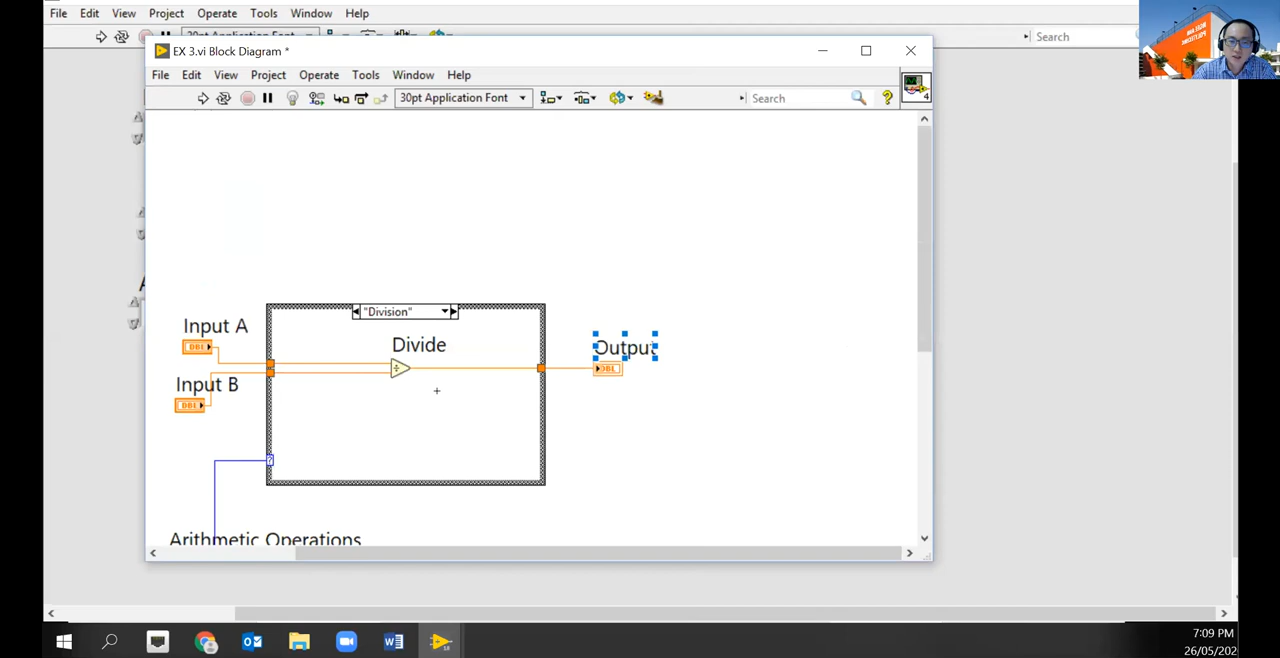 File Edit View Project Operate Tools Window Help
Search
EX 3.vi Block Diagram *
File Edit View Project Operate Tools Window Help
30pt Application Font
Search
?
4
"Division"
Input A
DBL
Divide
÷
Output
DBL
Input B
DBL
?
Arithmetic Operations
7:09 PM
26/05/202